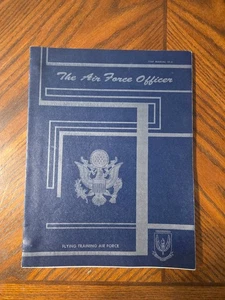 The Air Force Officer
FLYING TRAINING AIR FORCE